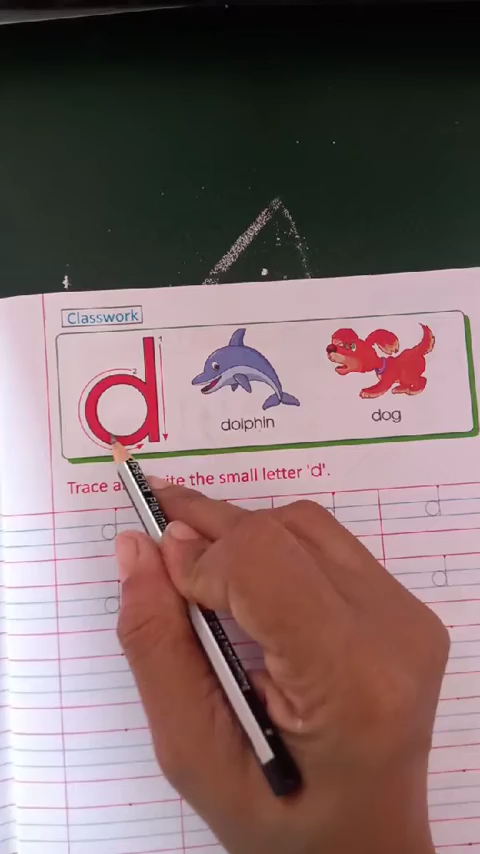 Classwork
d
dolphin
dog
Trace a ite the small letter 'd'.
d d d
d d